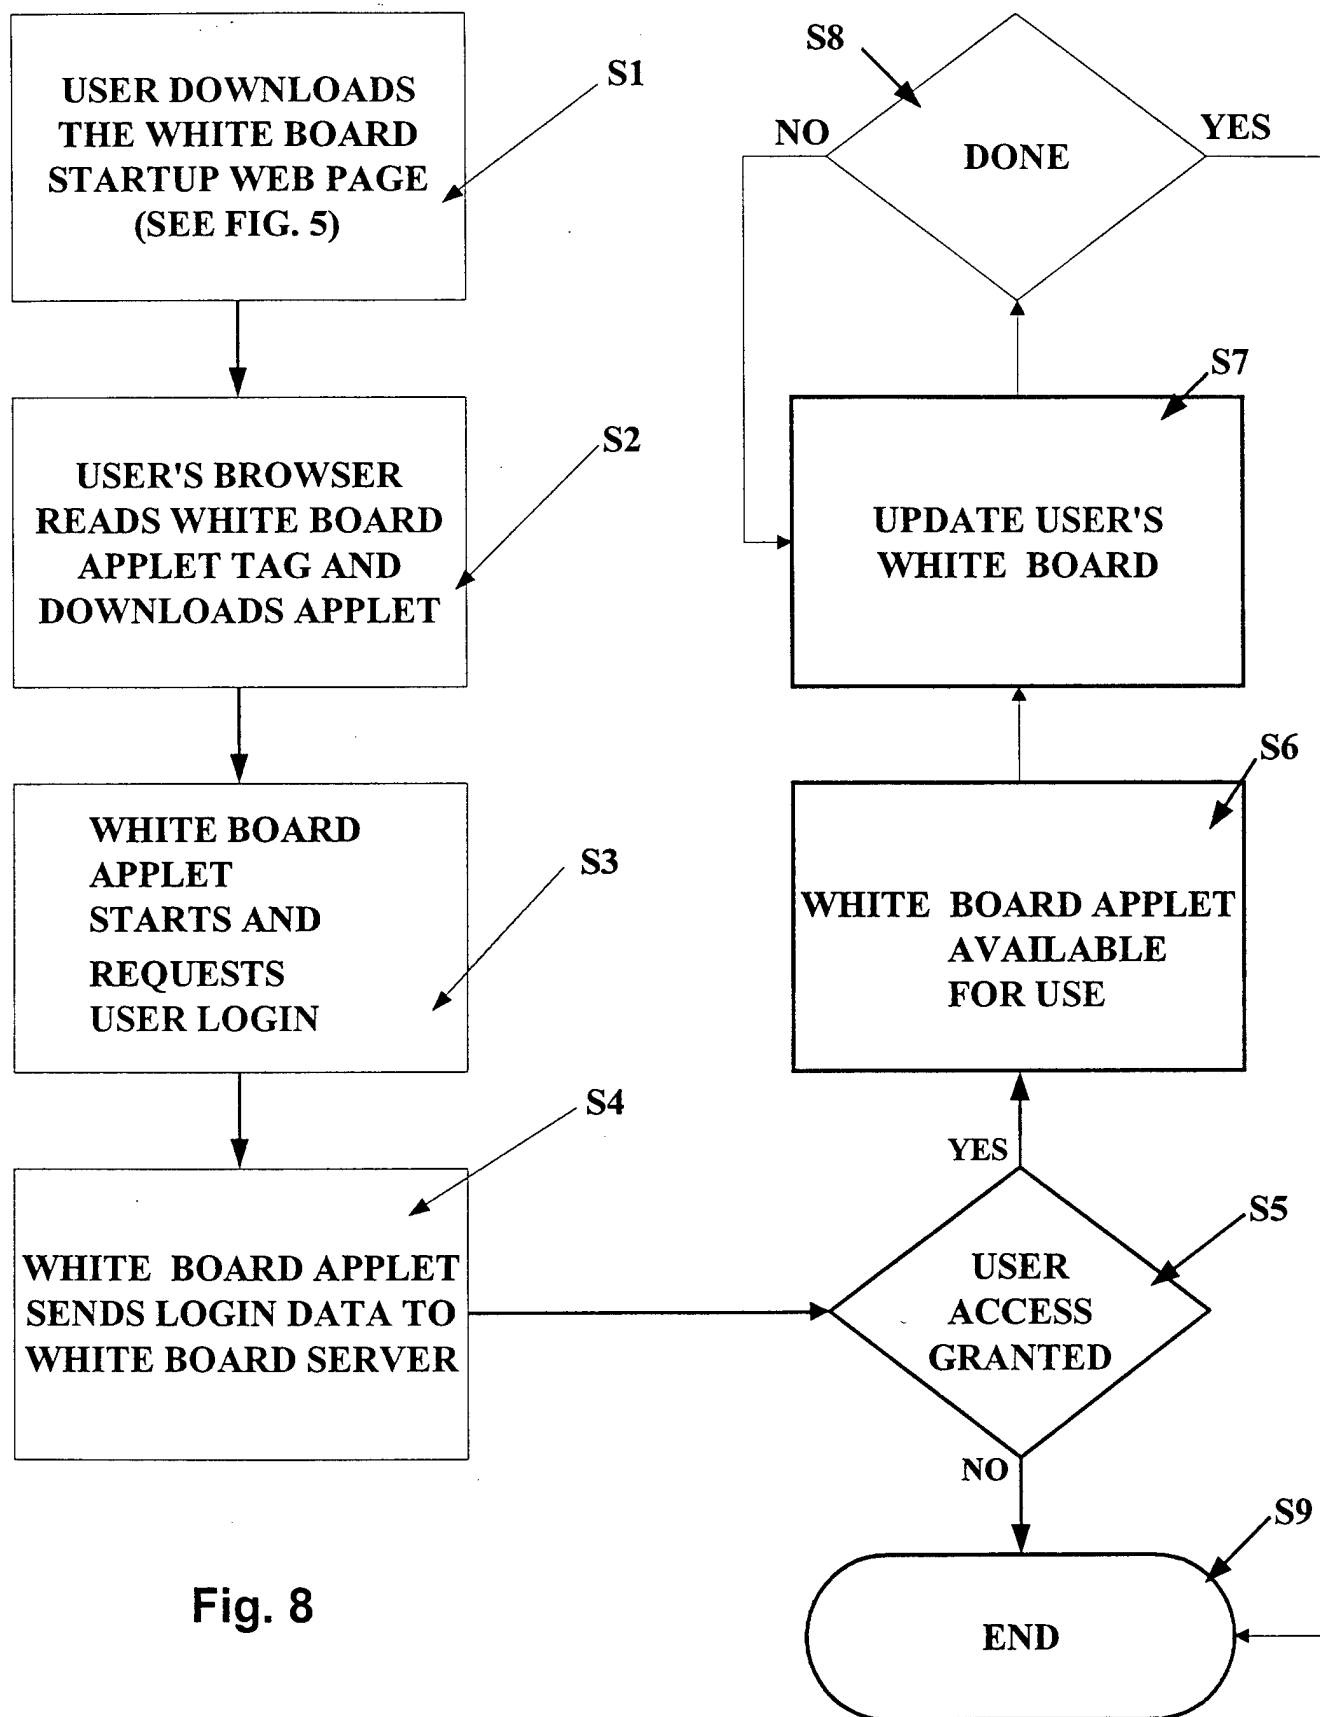 USER DOWNLOADS
THE WHITE BOARD
STARTUP WEB PAGE
(SEE FIG. 5)
S1
USER'S BROWSER
READS WHITE BOARD
APPLET TAG AND
DOWNLOADS APPLET
S2
WHITE BOARD
APPLET
STARTS AND
REQUESTS
USER LOGIN
S3
WHITE BOARD APPLET
SENDS LOGIN DATA TO
WHITE BOARD SERVER
S4
USER
ACCESS
GRANTED
S5
YES
NO
WHITE BOARD APPLET
AVAILABLE
FOR USE
S6
UPDATE USER'S
WHITE BOARD
S7
DONE
S8
NO
YES
END
S9
Fig. 8